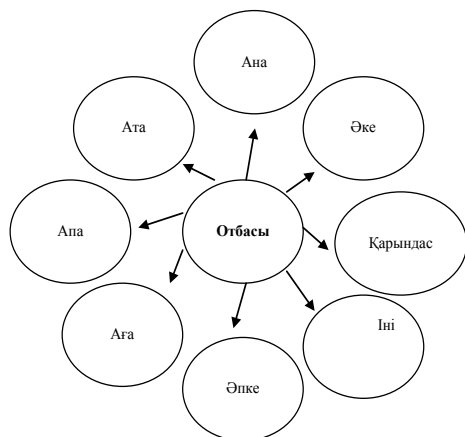 Ана
Ата
Әке
Апа
Отбасы
Қарындас
Аға
Іні
Әпке